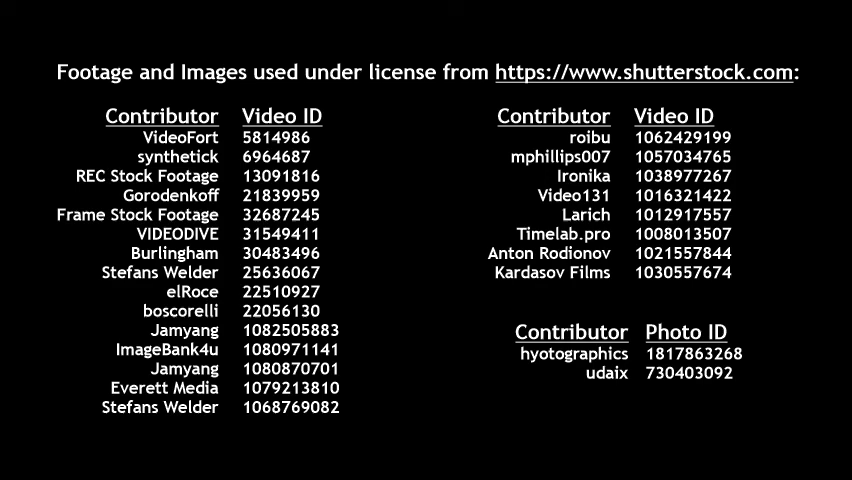 Footage and Images used under license from https://www.shutterstock.com:
Contributor Video ID
VideoFort 5814986
synthetick 6964687
REC Stock Footage 13091816
Gorodenkoff 21839959
Frame Stock Footage 32687245
VIDEODIVE 31549411
Burlingham 30483496
Stefans Welder 25636067
elRoce 22510927
boscorelli 22056130
Jamyang 1082505883
ImageBank4u 1080971141
Jamyang 1080870701
Everett Media 1079213810
Stefans Welder 1068769082
Contributor Video ID
roibu 1062429199
mphillips007 1057034765
Ironika 1038977267
Video131 1016321422
Larich 1012917557
Timelab.pro 1008013507
Anton Rodionov 1021557844
Kardasov Films 1030557674
Contributor Photo ID
hyotographics 1817863268
udaix 730403092